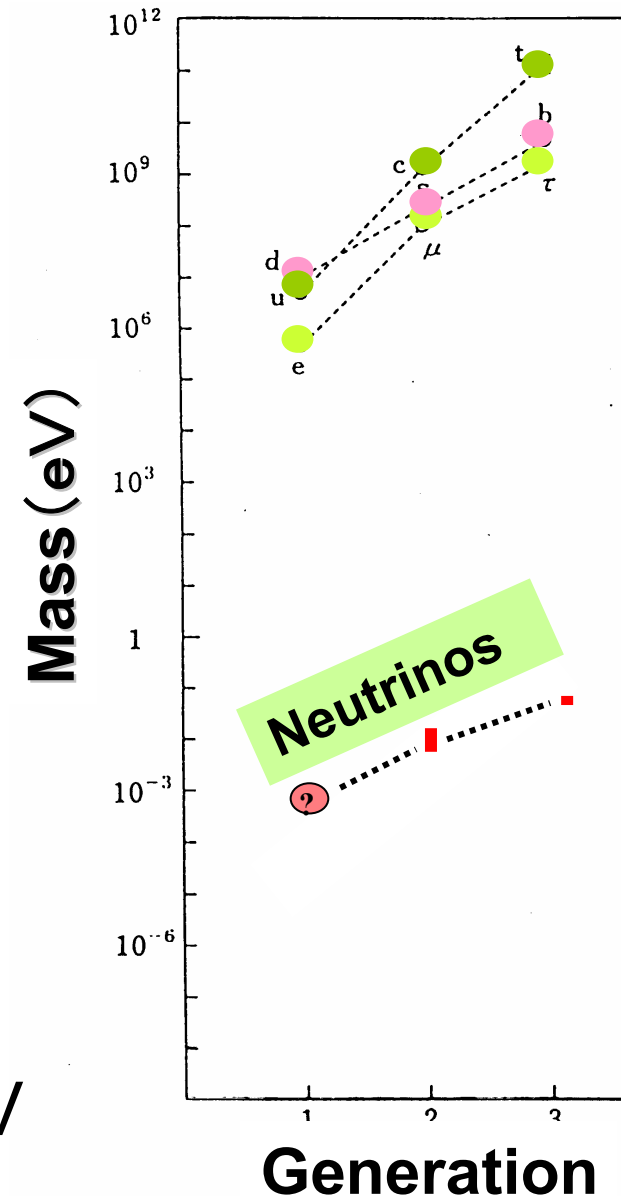 10¹²
t
b
10⁹
c
s
τ
μ
d
u
10⁶
e
Mass(eV)
10³
1
Neutrinos
10⁻³
?
10⁻⁶
/
1
2
3
Generation